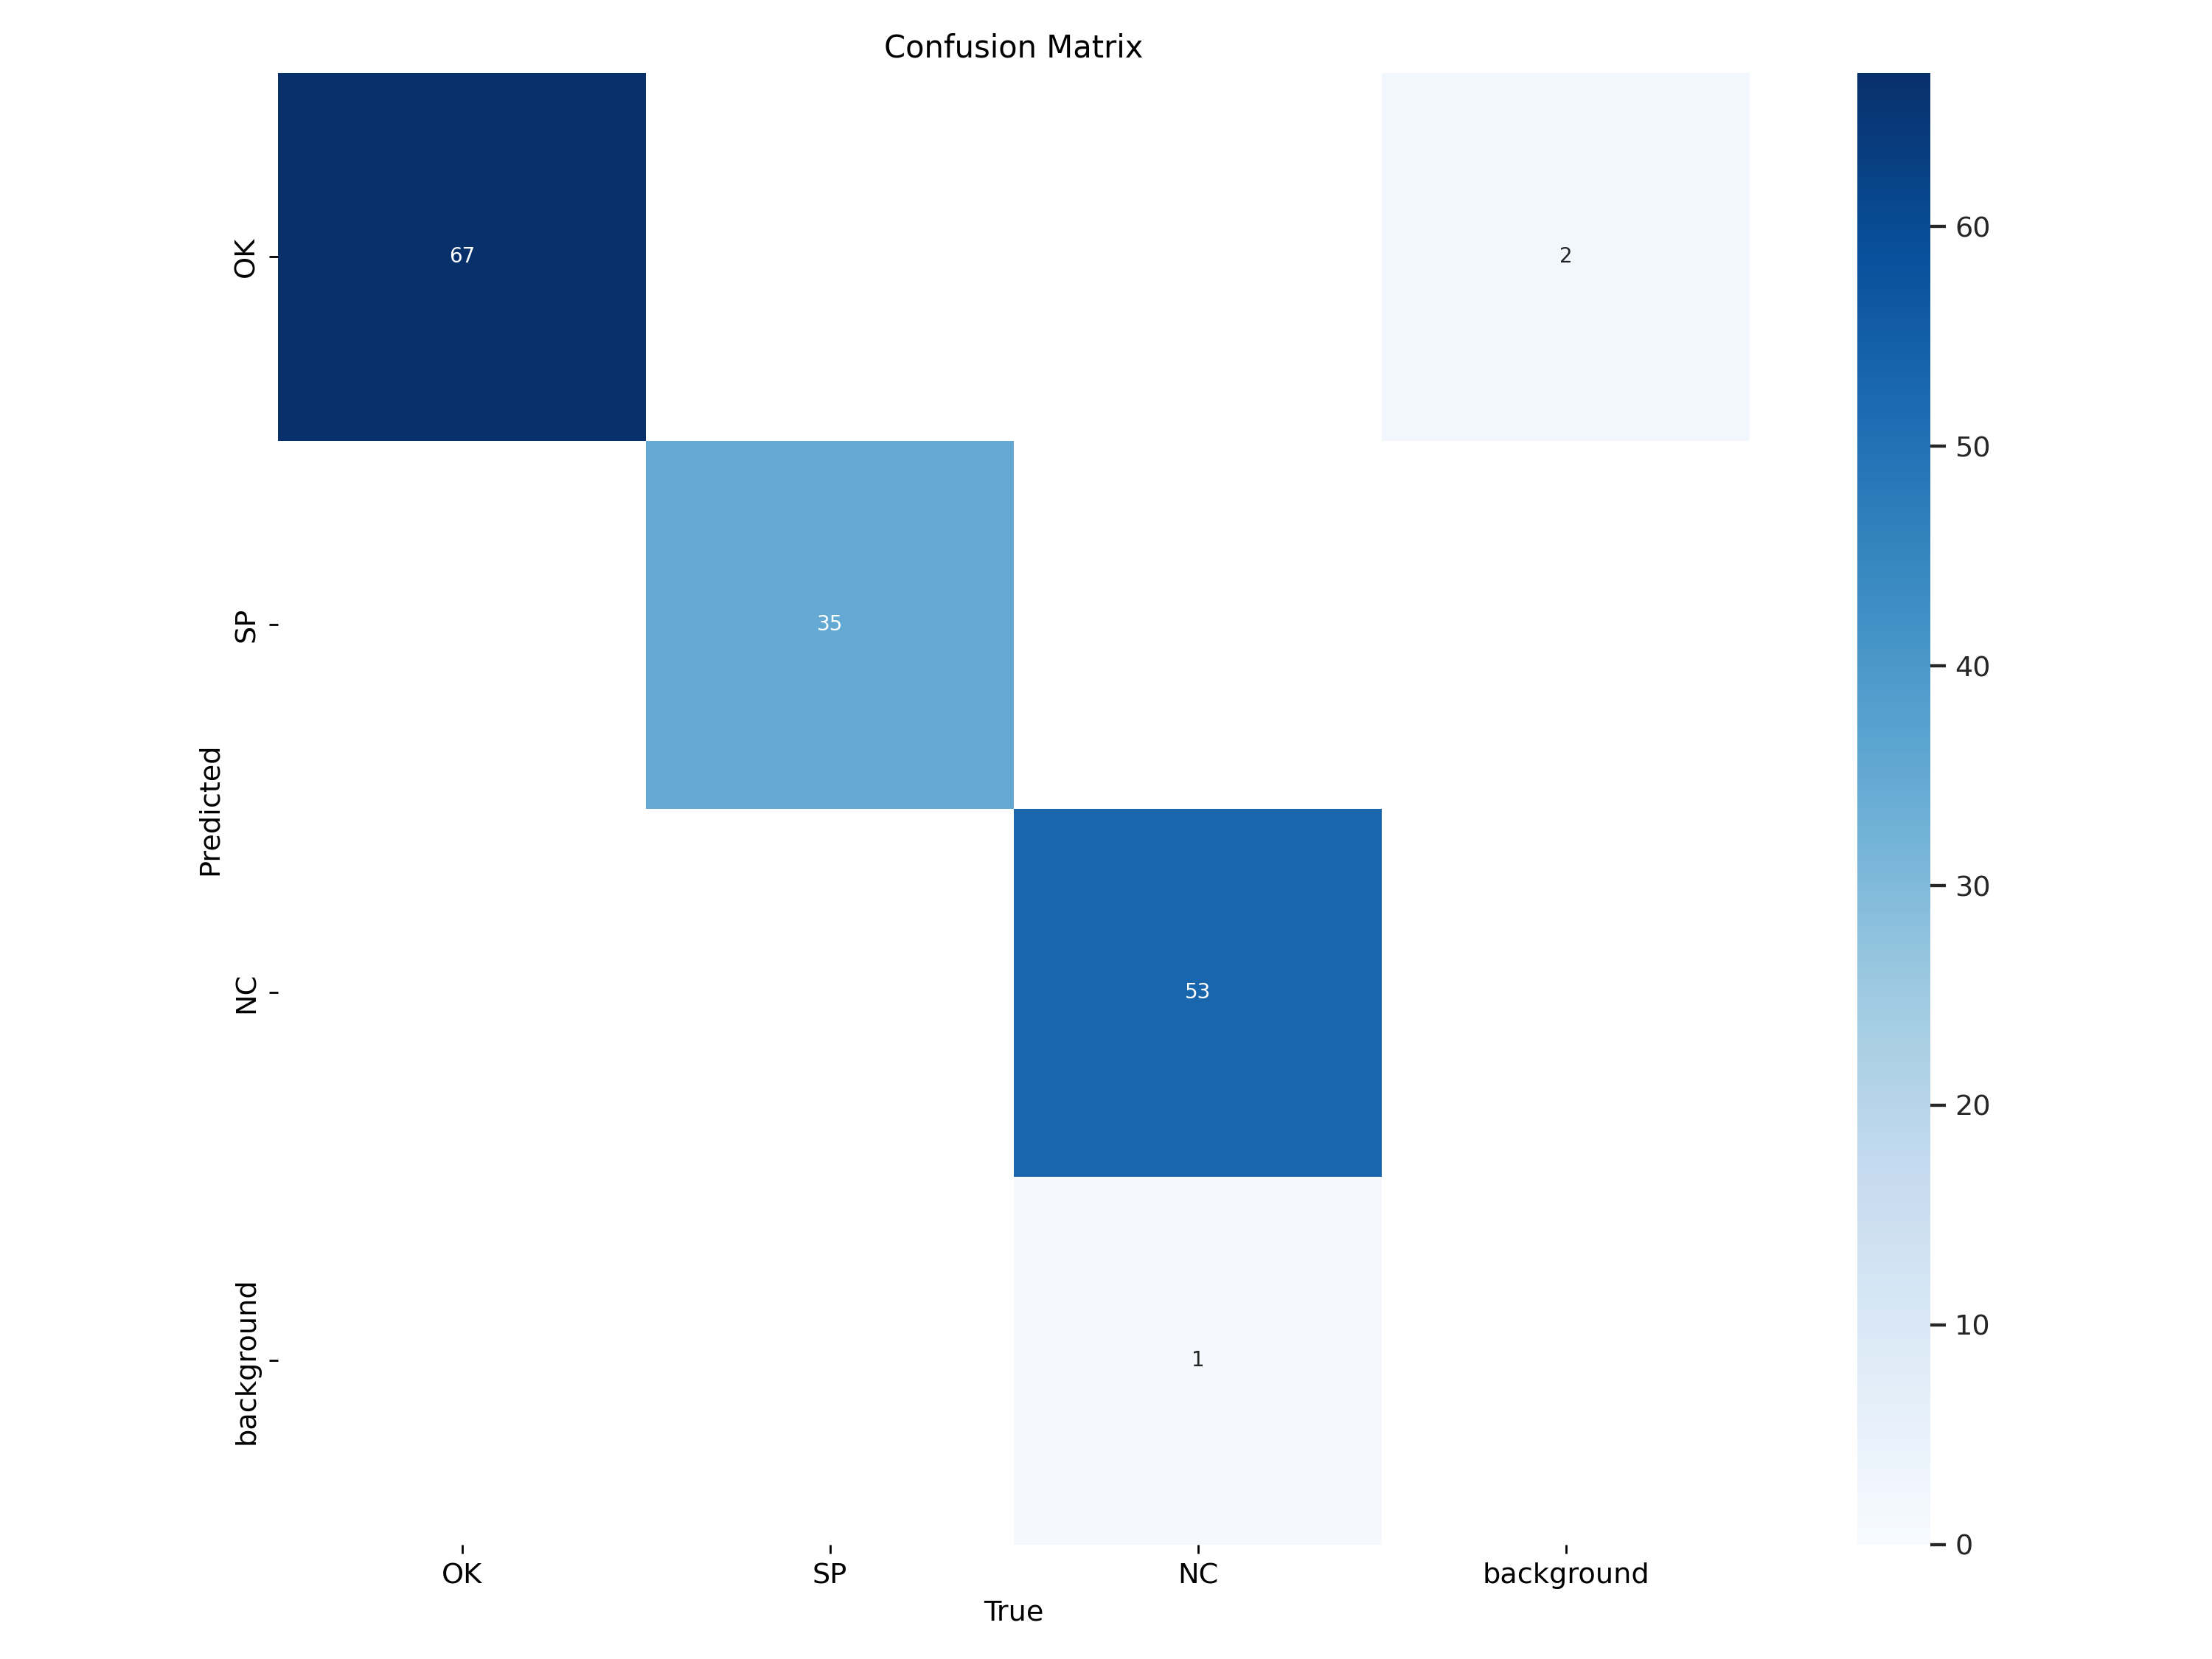 Confusion Matrix
OK
67
2
SP
35
NC
53
background
1
Predicted
OK
SP
NC
background
True
60
50
40
30
20
10
0